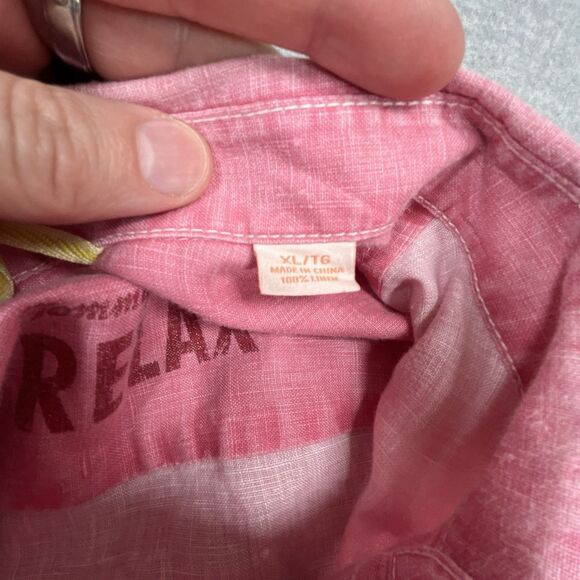 XL/TG
MADE IN CHINA
100% LINEN
RELAX